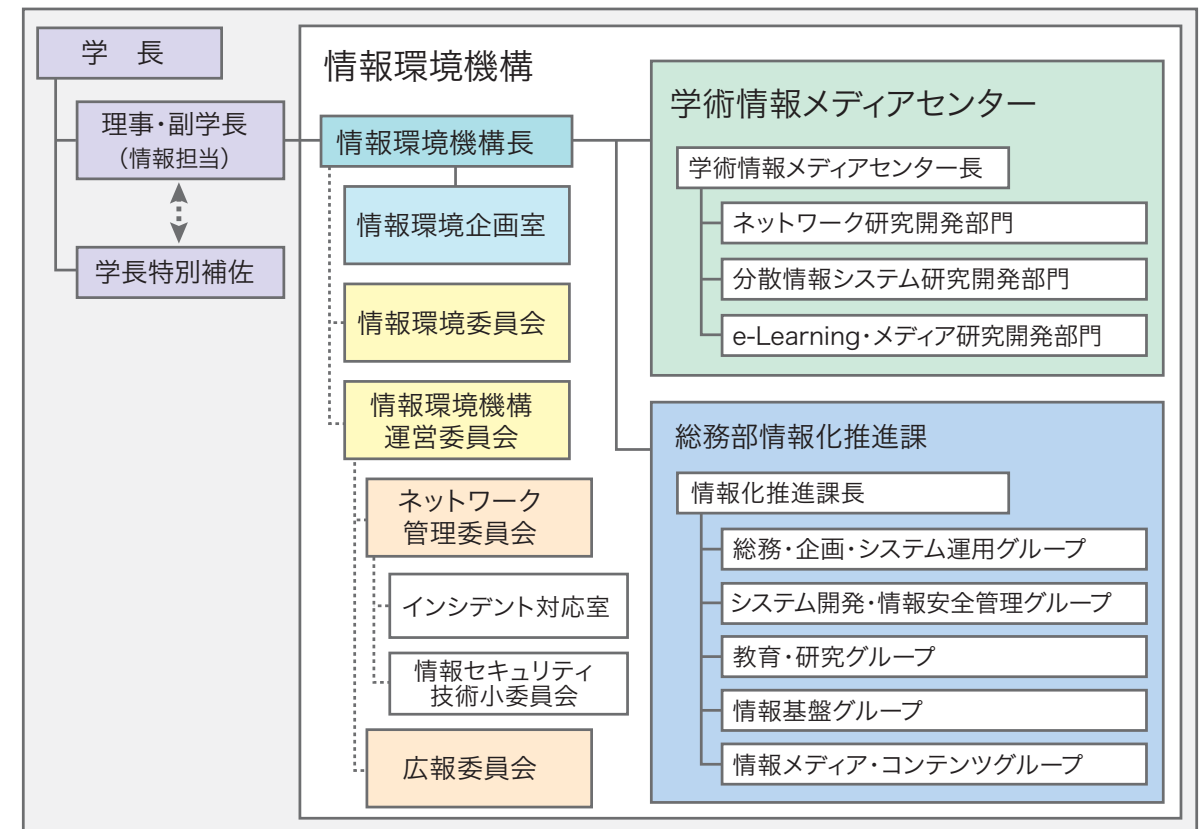 学 長
理事・副学長
（情報担当）
学長特別補佐
情報環境機構
情報環境機構長
情報環境企画室
情報環境委員会
情報環境機構
運営委員会
ネットワーク
管理委員会
インシデント対応室
情報セキュリティ
技術小委員会
広報委員会
学術情報メディアセンター
学術情報メディアセンター長
ネットワーク研究開発部門
分散情報システム研究開発部門
e-Learning・メディア研究開発部門
総務部情報化推進課
情報化推進課長
総務・企画・システム運用グループ
システム開発・情報安全管理グループ
教育・研究グループ
情報基盤グループ
情報メディア・コンテンツグループ